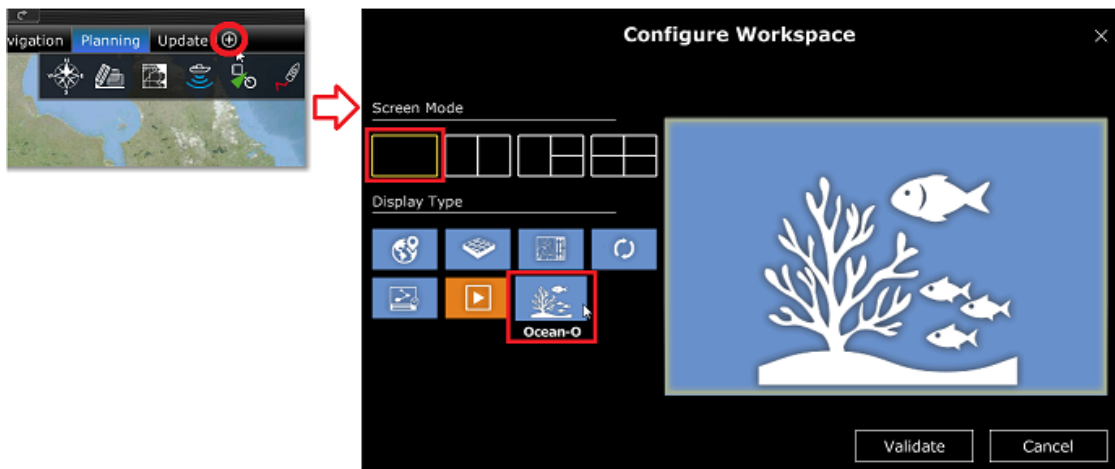 vigation Planning Update
Configure Workspace
Screen Mode
Display Type
Ocean-O
Validate Cancel